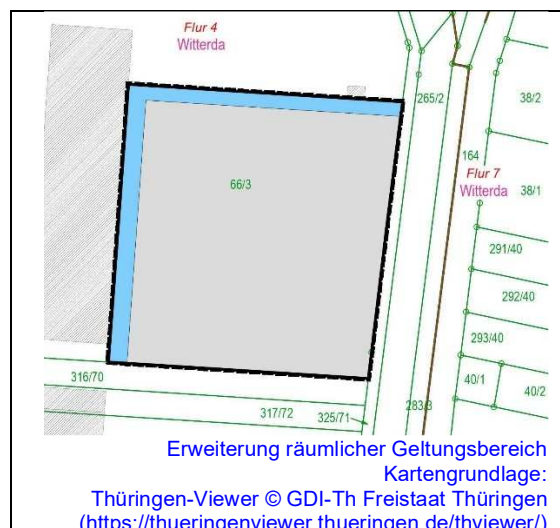 Flur 4
Witterda
265/2
38/2
164
66/3
Flur 7
Witterda
38/1
291/40
292/40
293/40
316/70
40/1
40/2
317/72
325/71
283/3
Erweiterung räumlicher Geltungsbereich
Kartengrundlage:
Thüringen-Viewer © GDI-Th Freistaat Thüringen
(https://thueringenviewer.thueringen.de/thviewer/)